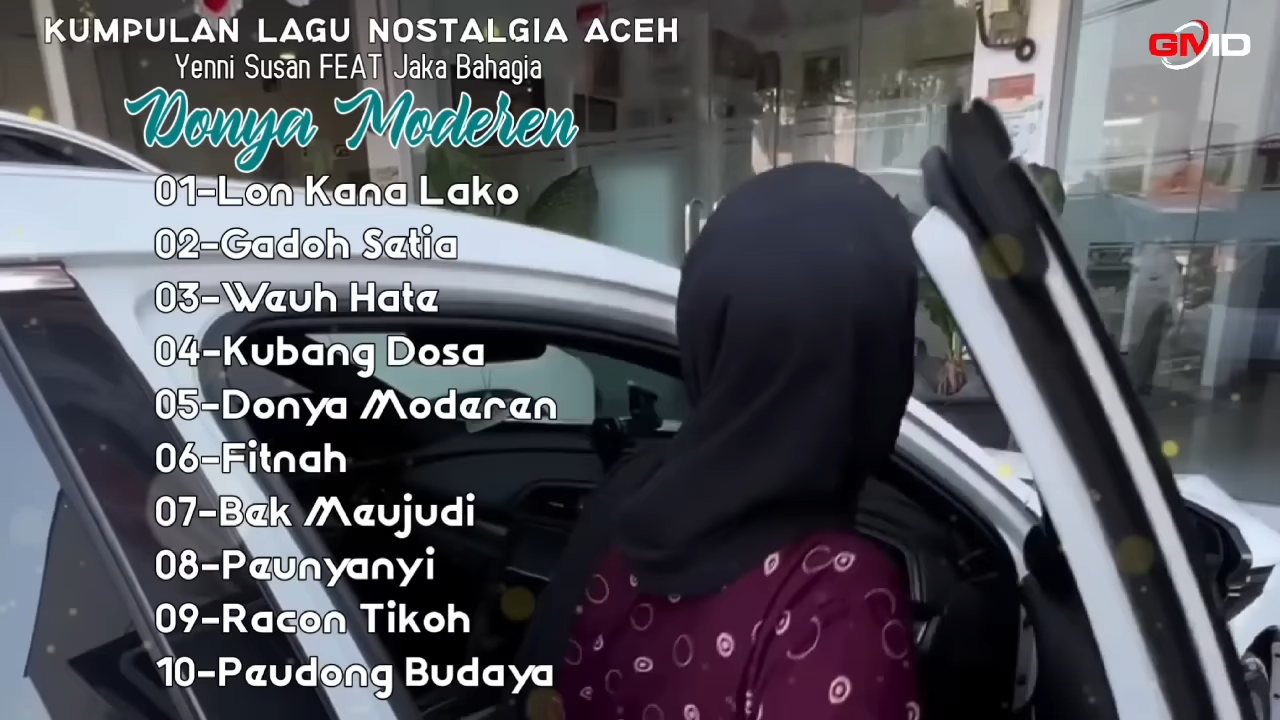 KUMPULAN LAGU NOSTALGIA ACEH
GMD
Yenni Susan FEAT Jaka Bahagia
Donya Moderen
01-Lon Kana Lako
02-Gadoh Setia
03-Weuh Hate
04-Kubang Dosa
05-Donya Moderen
06-Fitnah
07-Bek Meujudi
08-Peunyanyi
09-Racon Tikoh
10-Peudong Budaya